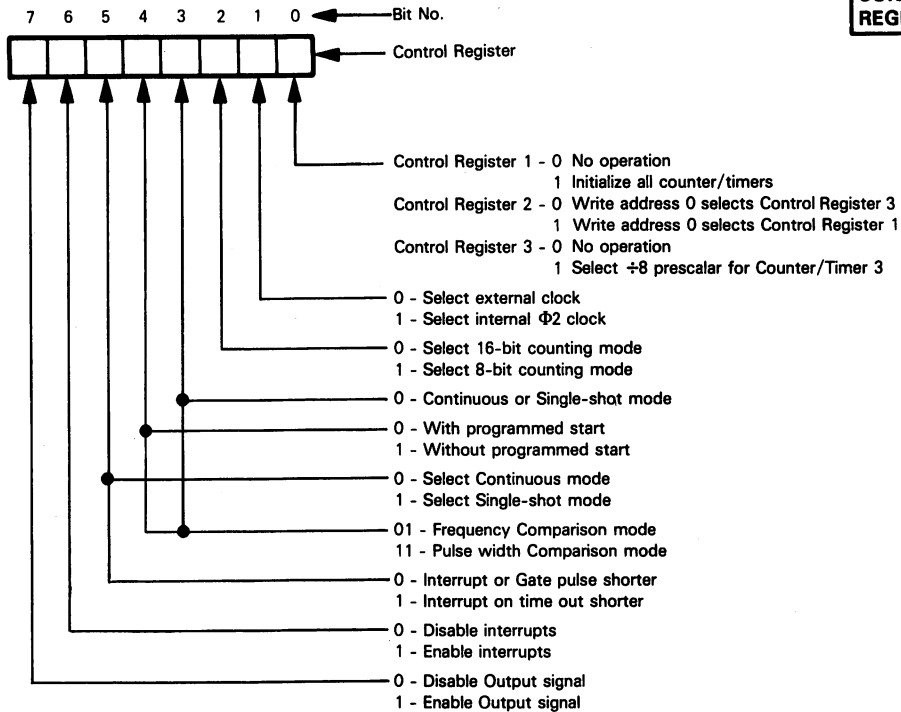 7 6 5 4 3 2 1 0 Bit No.
REGI
Control Register
Control Register 1 - 0 No operation
1 Initialize all counter/timers
Control Register 2 - 0 Write address 0 selects Control Register 3
1 Write address 0 selects Control Register 1
Control Register 3 - 0 No operation
1 Select ÷8 prescalar for Counter/Timer 3
0 - Select external clock
1 - Select internal Φ2 clock
0 - Select 16-bit counting mode
1 - Select 8-bit counting mode
0 - Continuous or Single-shot mode
0 - With programmed start
1 - Without programmed start
0 - Select Continuous mode
1 - Select Single-shot mode
01 - Frequency Comparison mode
11 - Pulse width Comparison mode
0 - Interrupt or Gate pulse shorter
1 - Interrupt on time out shorter
0 - Disable interrupts
1 - Enable interrupts
0 - Disable Output signal
1 - Enable Output signal